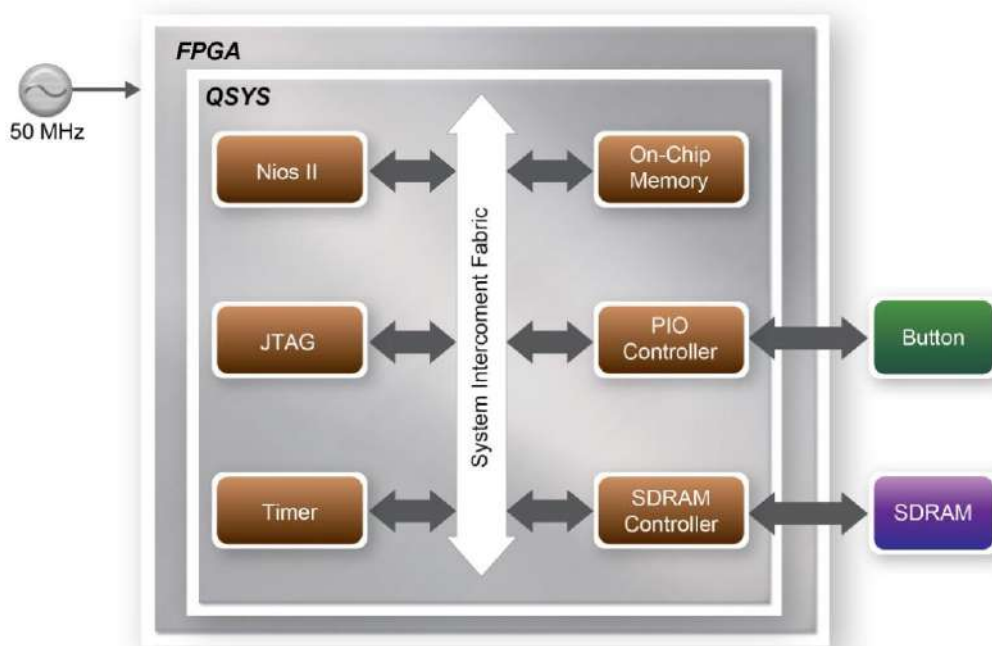 FPGA
50 MHz
QSYS
Nios II
On-Chip
Memory
System Intercoment Fabric
JTAG
PIO
Controller
Button
Timer
SDRAM
Controller
SDRAM